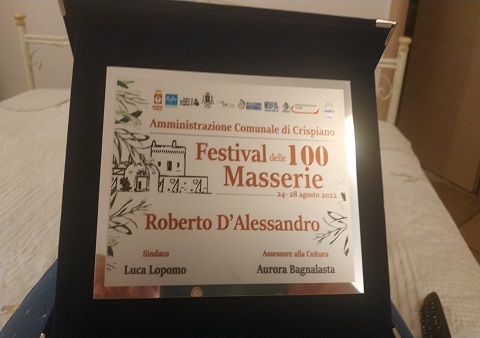 Amministrazione Comunale di Crispiano
Festival delle 100
Masserie
24-28 agosto 2022
Roberto D'Alessandro
Sindaco
Luca Lopomo
Assessore alla Cultura
Aurora Bagnalasta